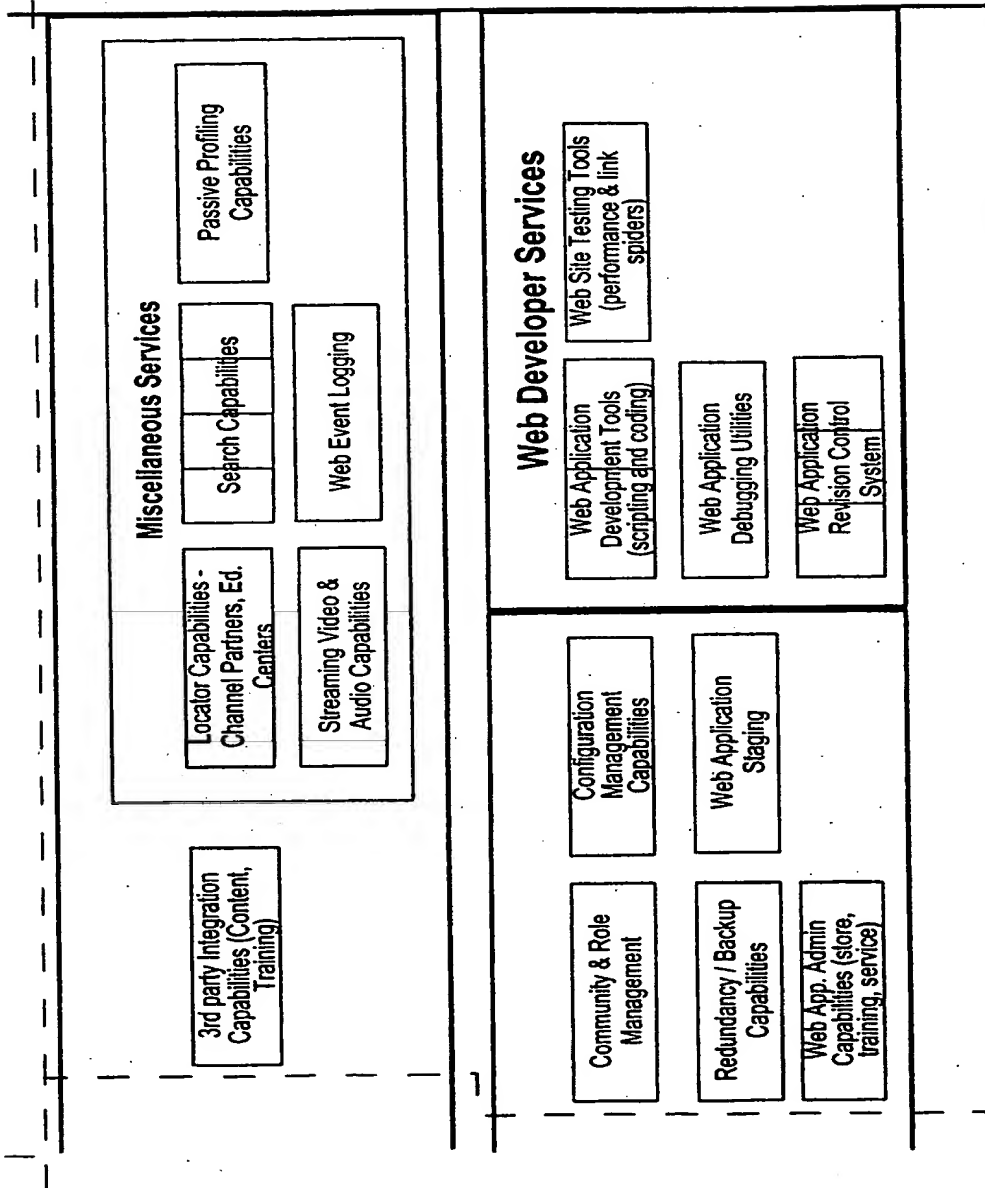 Miscellaneous Services
3rd party Integration
Capabilities (Content,
Training)
Locator Capabilities -
Channel Partners, Ed.
Centers
Search Capabilities
Passive Profiling
Capabilities
Streaming Video &
Audio Capabilities
Web Event Logging
Web Developer Services
Community & Role
Management
Configuration
Management
Capabilities
Web Application
Development Tools
(scripting and coding)
Web Site Testing Tools
(performance & link
spiders)
Redundancy / Backup
Capabilities
Web Application
Staging
Web Application
Debugging Utilities
Web App. Admin
Capabilities (store,
training, service)
Web Application
Revision Control
System